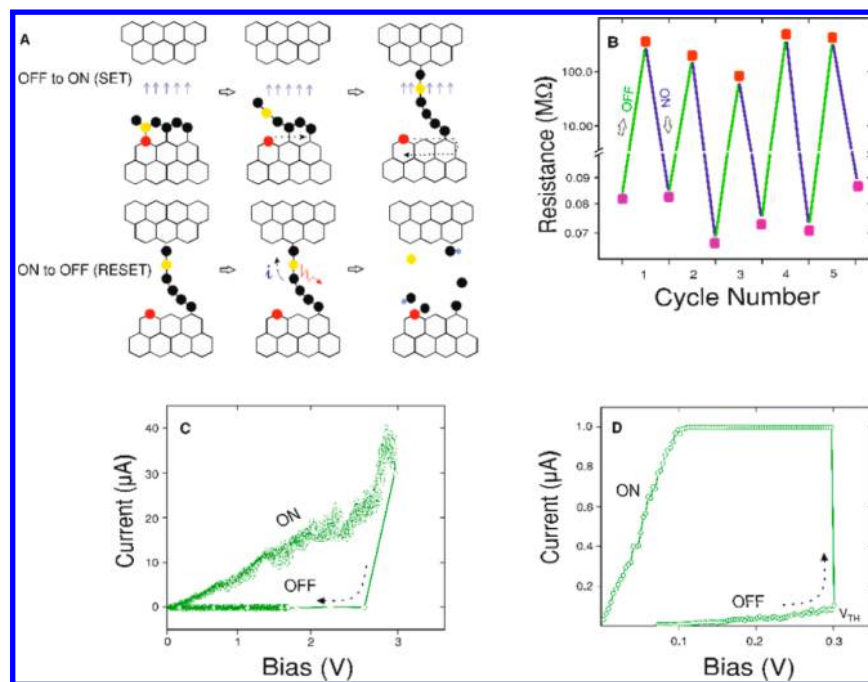 A
OFF to ON (SET)
ON to OFF (RESET)
i
h
B
Resistance (MΩ)
100.0
10.00
0.09
0.08
0.07
OFF
ON
1 2 3 4 5
Cycle Number
C
Current (µA)
40
30
20
10
0
ON
OFF
0 1 2 3
Bias (V)
D
Current (µA)
1.0
0.8
0.6
0.4
0.2
ON
OFF
VTH
0.1 0.2 0.3
Bias (V)